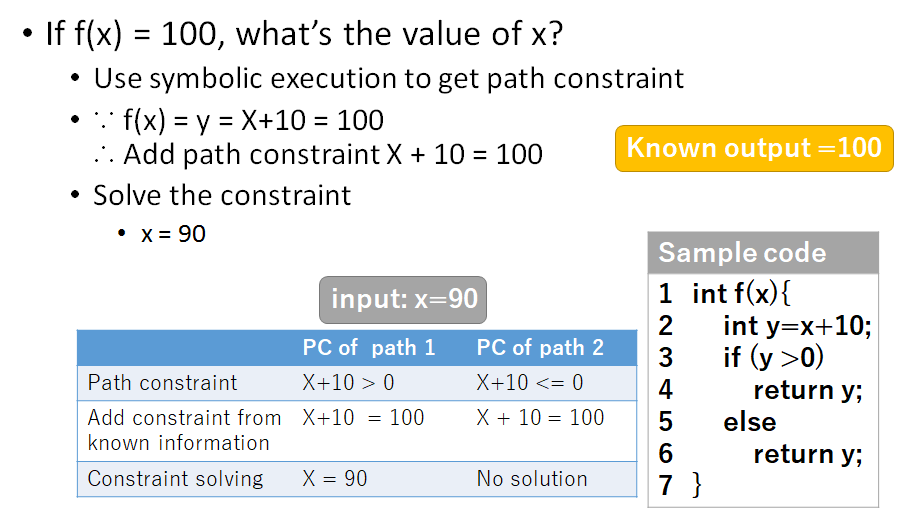 • If f(x) = 100, what's the value of x?
• Use symbolic execution to get path constraint
• ∵ f(x) = y = X+10 = 100
∴ Add path constraint X + 10 = 100
Known output =100
• Solve the constraint
• x = 90
input: x=90
PC of path 1 PC of path 2
Path constraint X+10 > 0 X+10 <= 0
Add constraint from X+10 = 100 X + 10 = 100
known information
Constraint solving X = 90 No solution
Sample code
1 int f(x){
2 int y=x+10;
3 if (y >0)
4 return y;
5 else
6 return y;
7 }